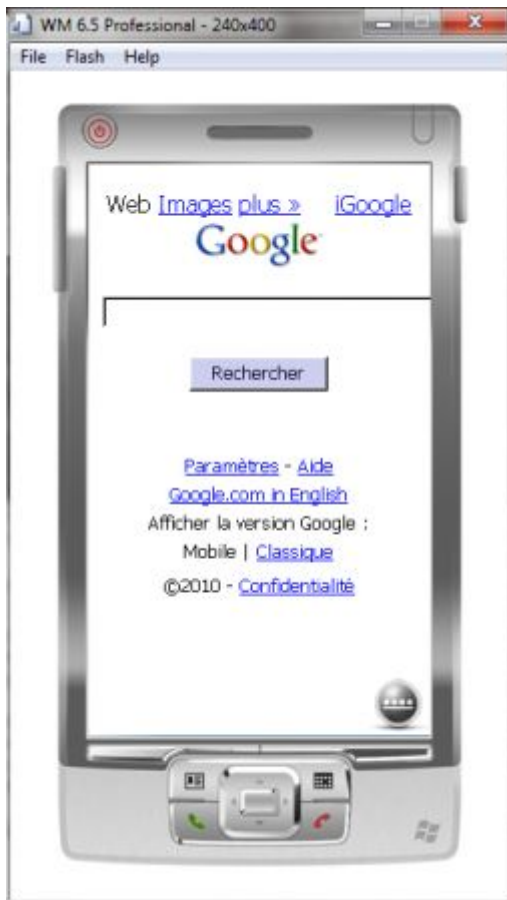 WM 6.5 Professional - 240x400
File Flash Help
Web Images plus » iGoogle
Google
Rechercher
Paramètres - Aide
Google.com in English
Afficher la version Google :
Mobile | Classique
©2010 - Confidentialité